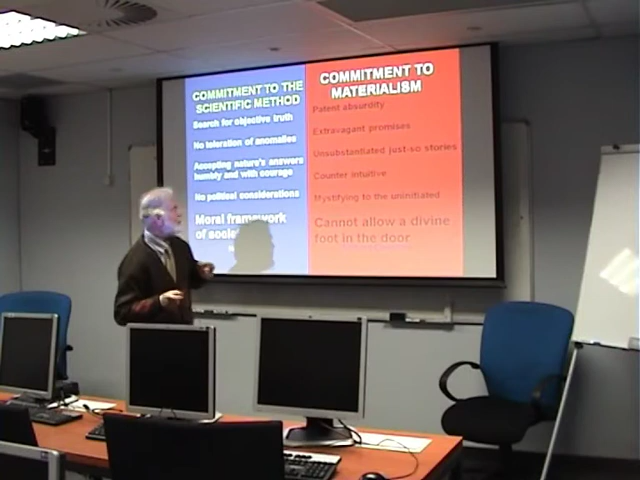 COMMITMENT TO THE
SCIENTIFIC METHOD
Search for objective truth
No toleration of anomalies
Accepting nature's answers
humbly and with courage
No political considerations
Moral framework
of
COMMITMENT TO
MATERIALISM
Patent absurdity
Extravagant promises
Unsubstantiated just-so stories
Counter intuitive
Mystifying to the uninitiated
Cannot allow a divine
foot in the door